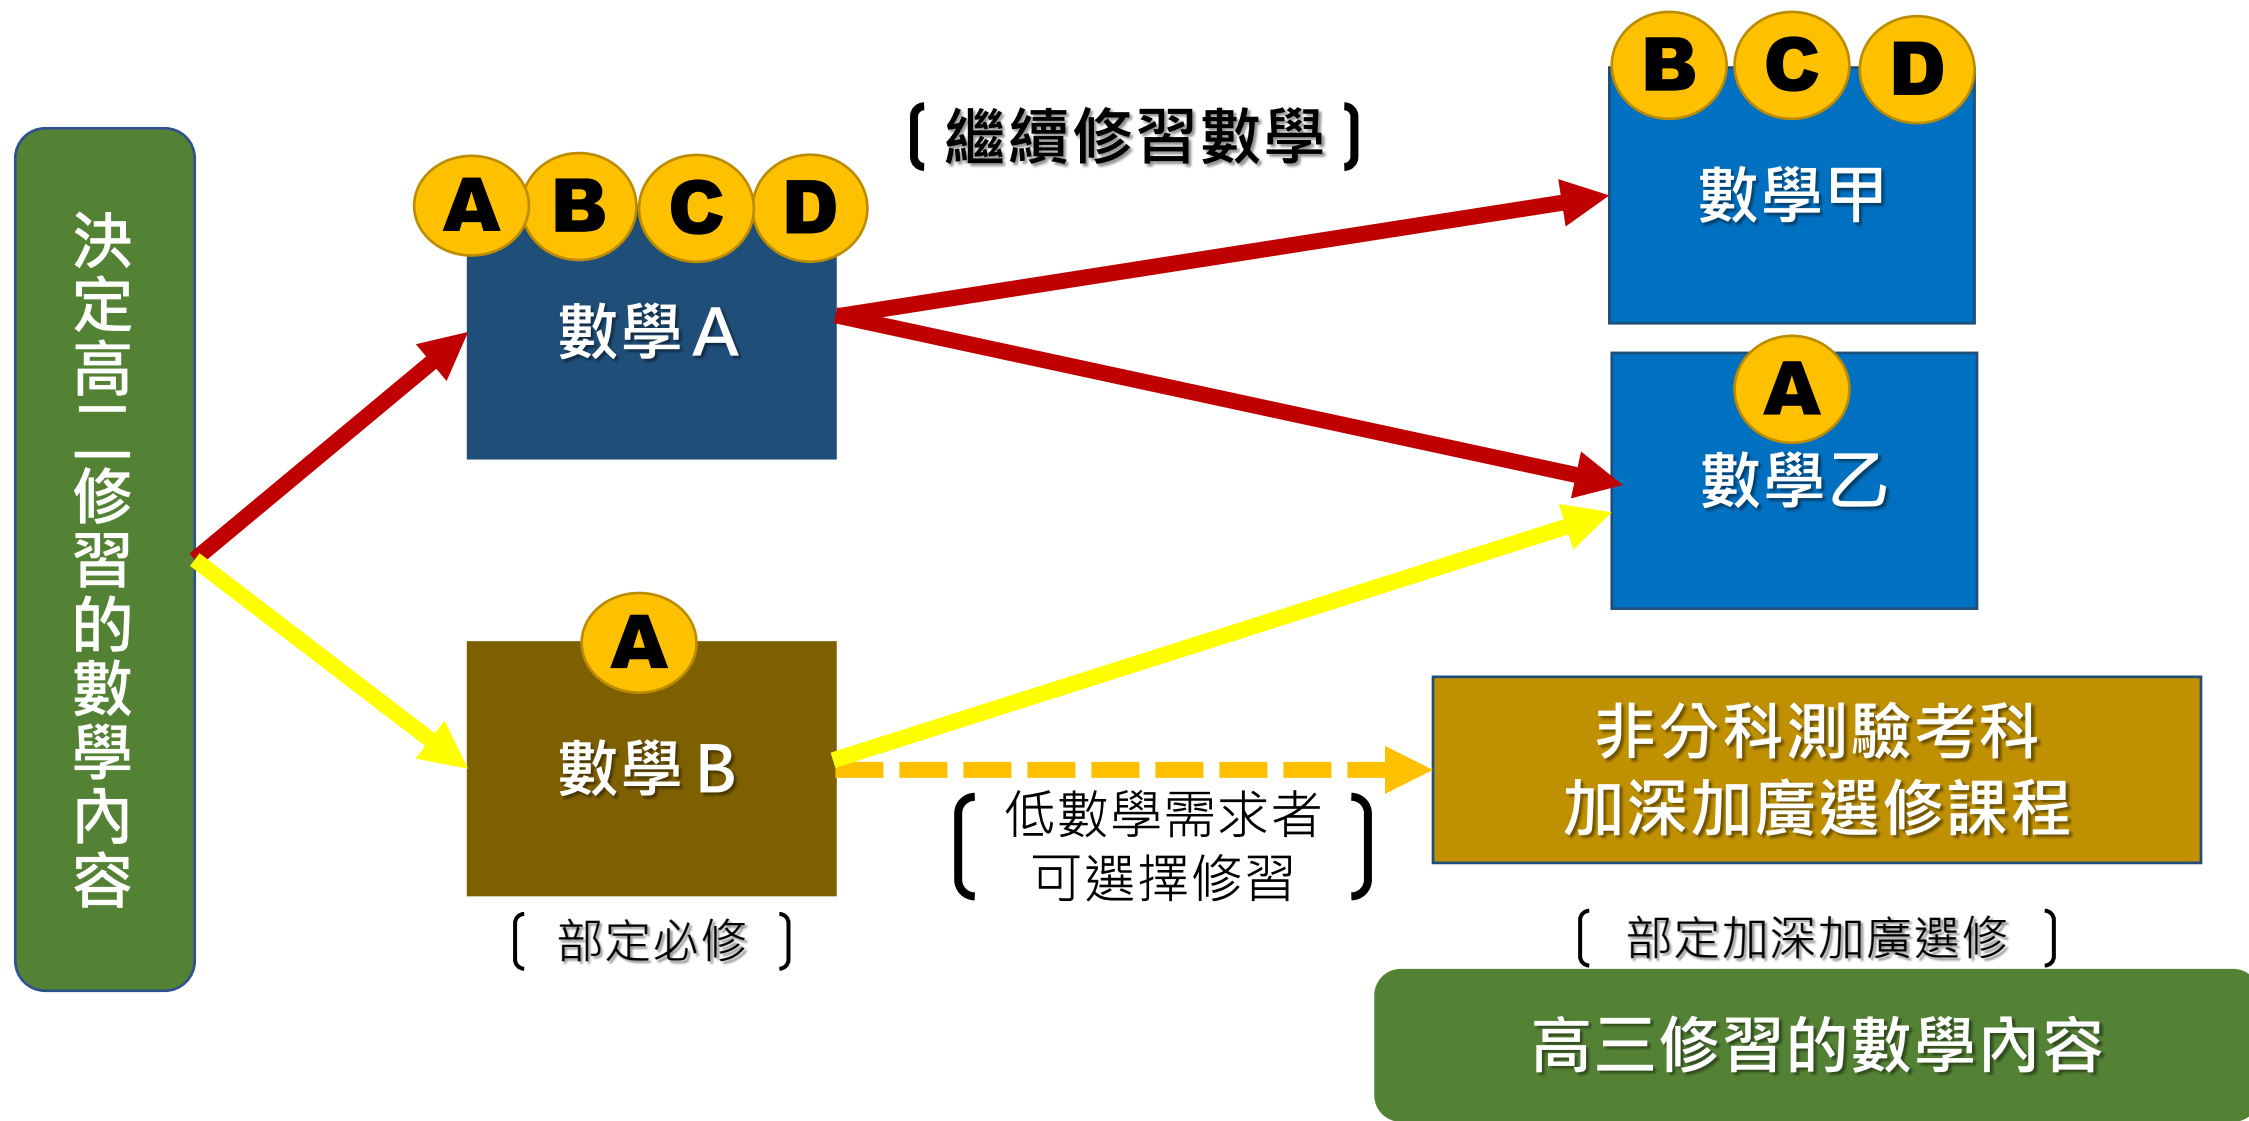 決定高二修習的數學內容
A B C D
數學A
A
數學B
〔 部定必修 〕
〔 繼續修習數學 〕
B C D
數學甲
A
數學乙
〔 低數學需求者
可選擇修習 〕
非分科測驗考科
加深加廣選修課程
〔 部定加深加廣選修 〕
高三修習的數學內容